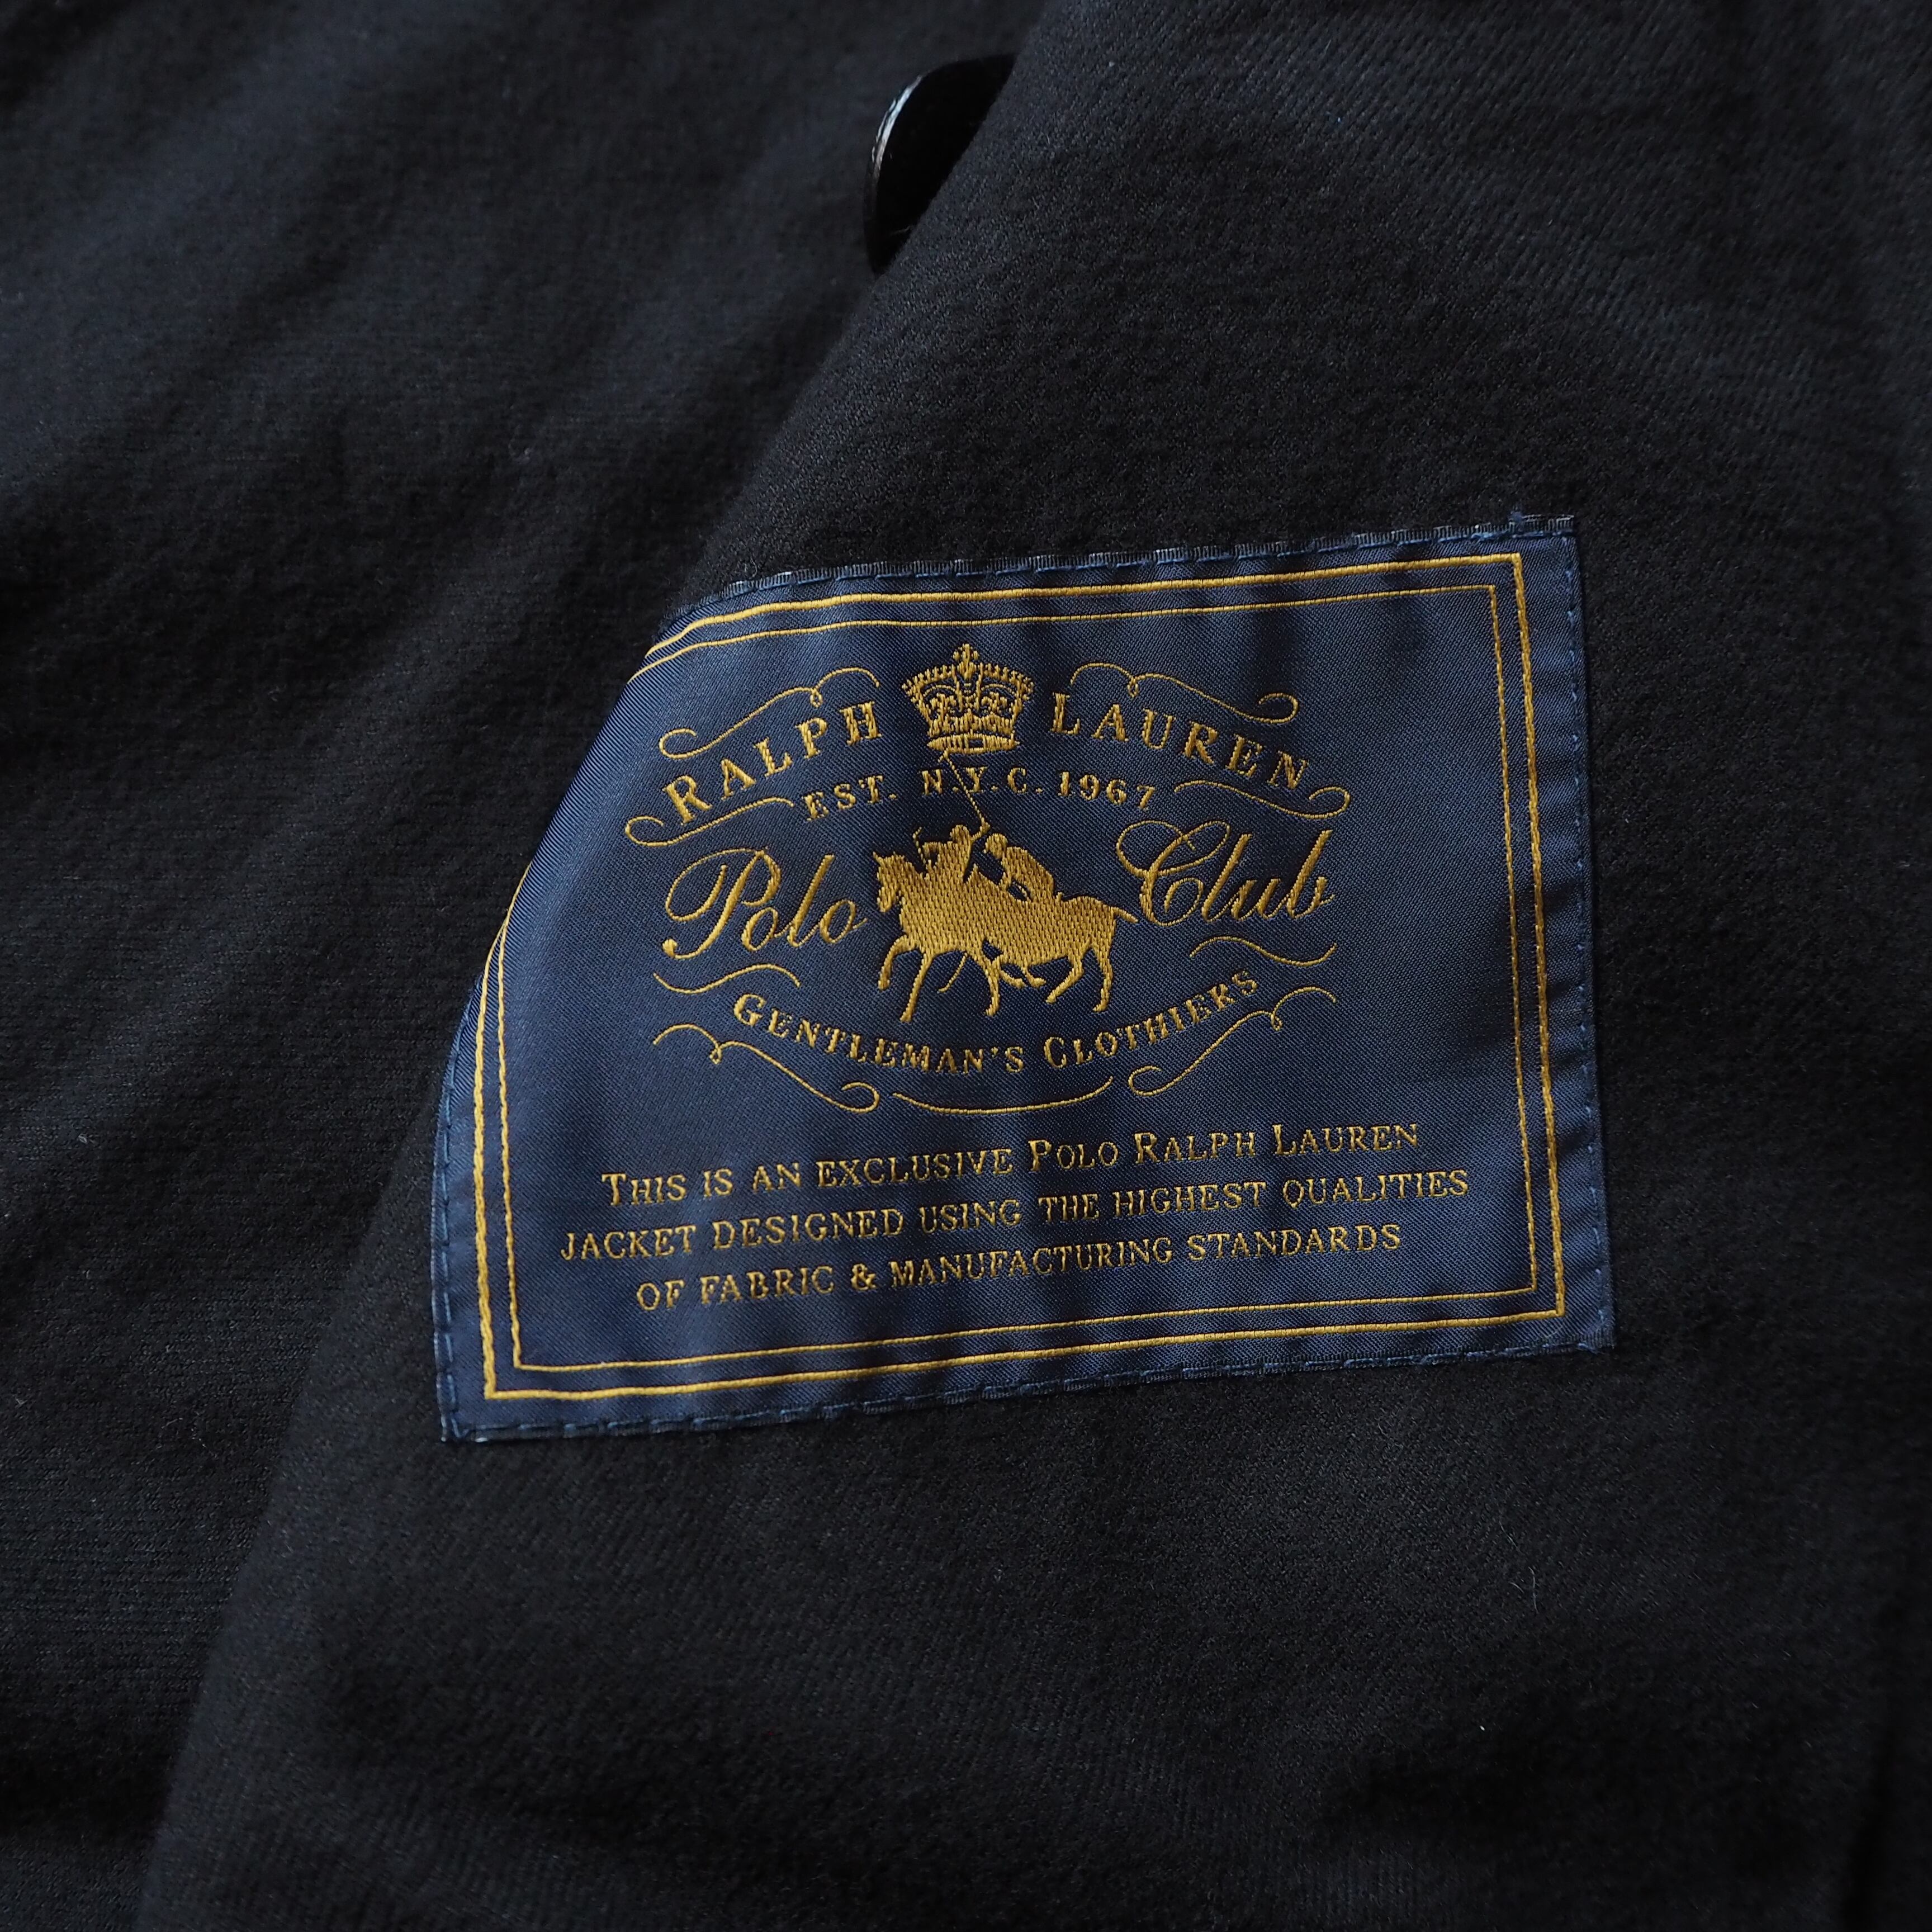 RALPH LAUREN
EST. N.Y.C. 1967
Polo Club
GENTLEMAN'S CLOTHIERS
THIS IS AN EXCLUSIVE POLO RALPH LAUREN
JACKET DESIGNED USING THE HIGHEST QUALITIES
OF FABRIC & MANUFACTURING STANDARDS